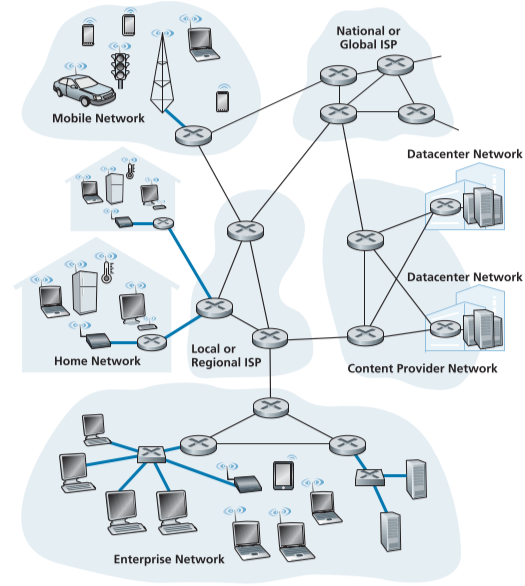 National or
Global ISP
Mobile Network
Datacenter Network
Datacenter Network
Home Network
Local or
Regional ISP
Content Provider Network
Enterprise Network